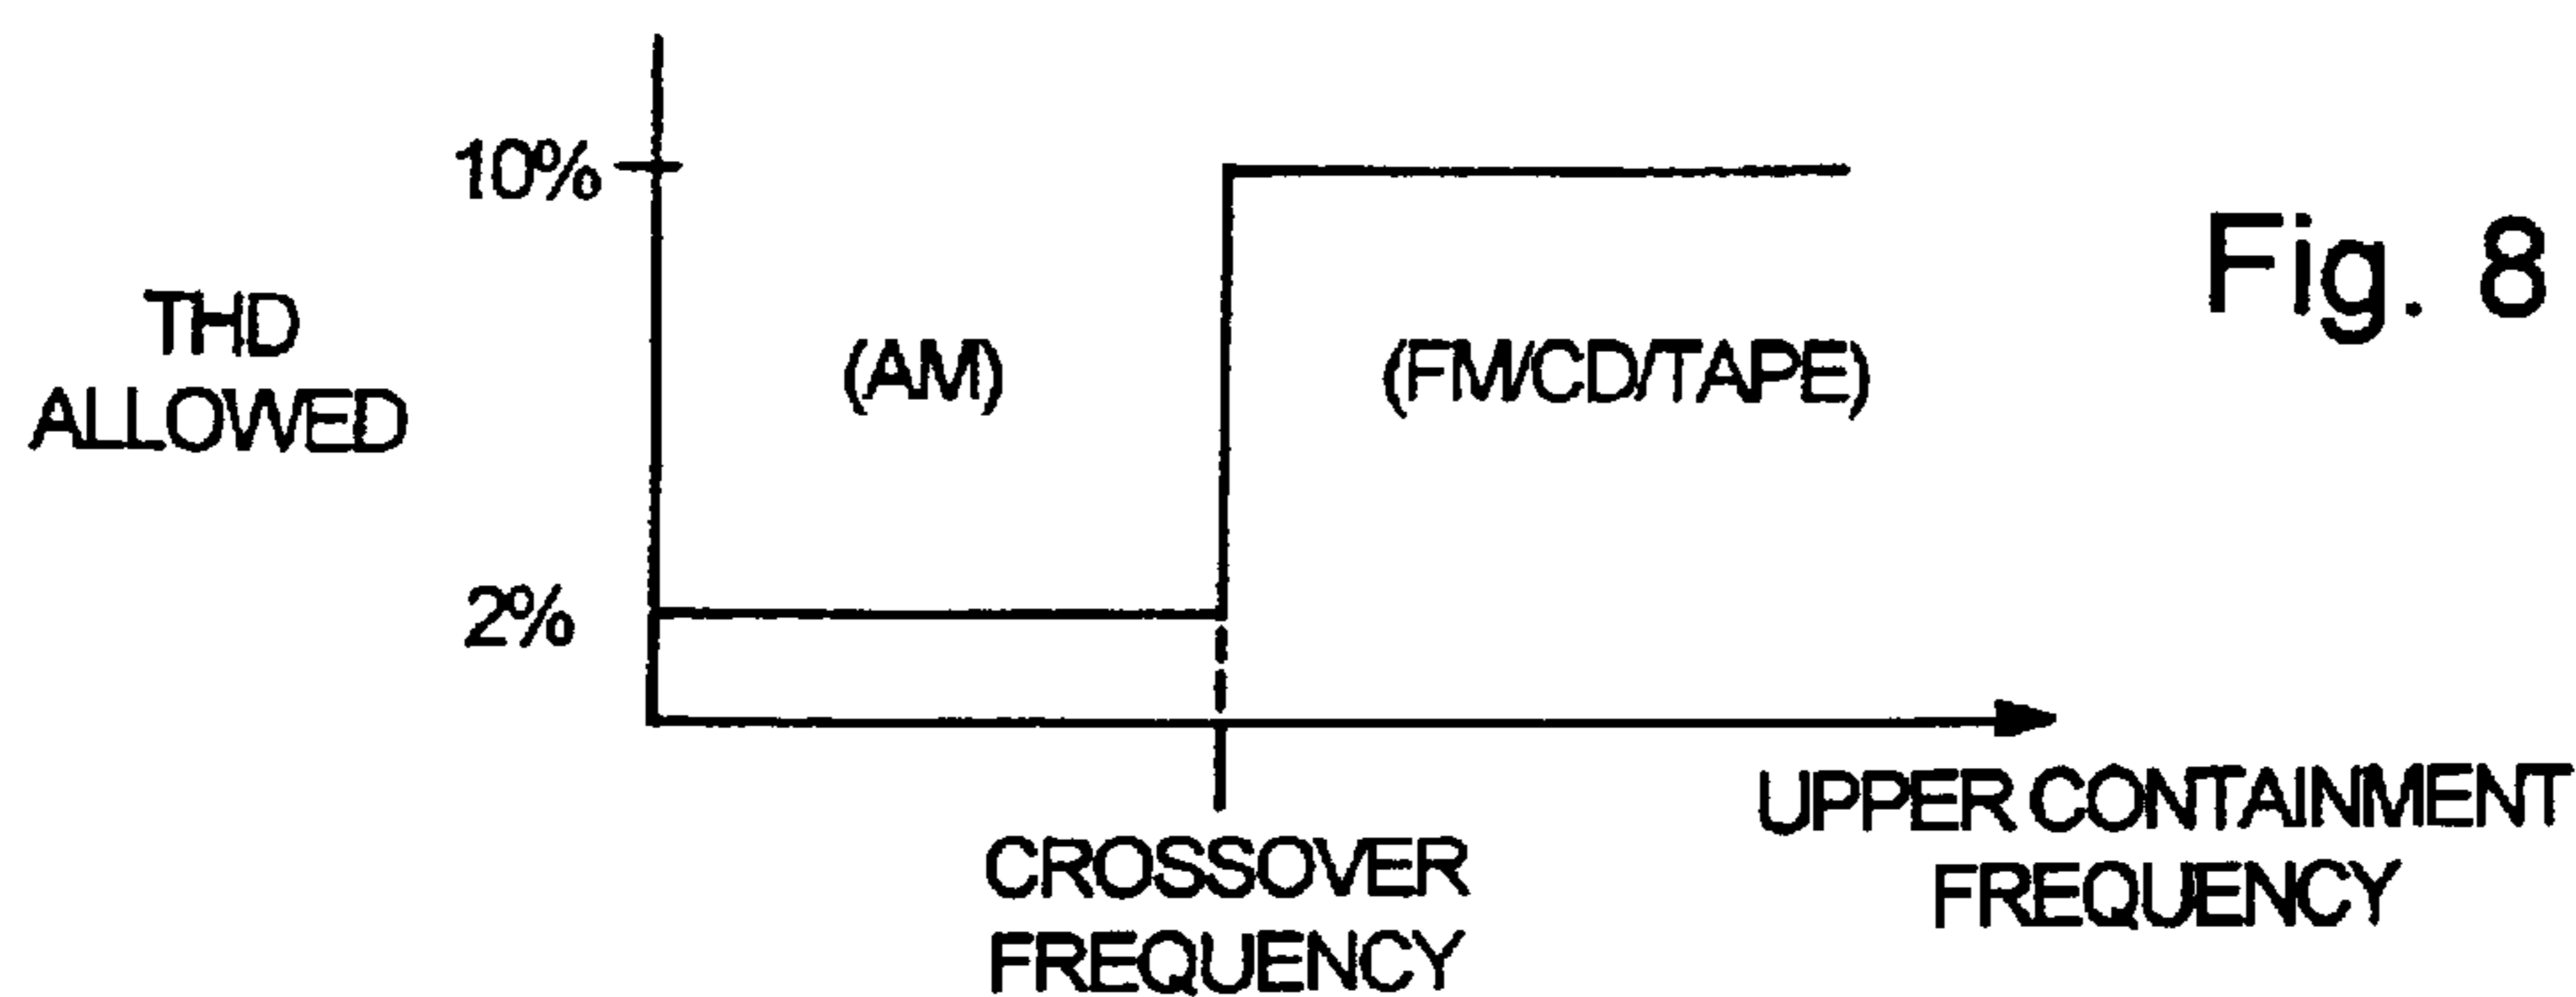 10%
Fig. 8
THD
ALLOWED
(AM)
(FM/CD/TAPE)
2%
UPPER CONTAINMENT
FREQUENCY
CROSSOVER
FREQUENCY